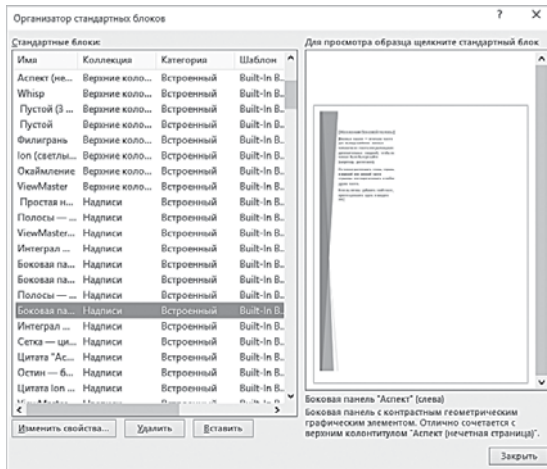 Организатор стандартных блоков ? ×
Стандартные блоки:
Для просмотра образца щелкните стандартный блок
Имя Коллекция Категория Шаблон
Аспект (не... Верхние коло... Встроенный Built-In B...
Whisp Верхние коло... Встроенный Built-In B...
Пустой (3 ... Верхние коло... Встроенный Built-In B...
Пустой Верхние коло... Встроенный Built-In B...
Филигрань Верхние коло... Встроенный Built-In B...
Ion (светлы... Верхние коло... Встроенный Built-In B...
Окаймление Верхние коло... Встроенный Built-In B...
ViewMaster Верхние коло... Встроенный Built-In B...
Простая н... Надписи Встроенный Built-In B...
Полосы — ... Надписи Встроенный Built-In B...
ViewMaster... Надписи Встроенный Built-In B...
Интеграл ... Надписи Встроенный Built-In B...
Боковая па... Надписи Встроенный Built-In B...
Боковая па... Надписи Встроенный Built-In B...
Полосы — ... Надписи Встроенный Built-In B...
Боковая па... Надписи Встроенный Built-In B...
Интеграл ... Надписи Встроенный Built-In B...
Сетка — ци... Надписи Встроенный Built-In B...
Цитата "Ас... Надписи Встроенный Built-In B...
Остин — б... Надписи Встроенный Built-In B...
Цитата Ion ... Надписи Встроенный Built-In B...
Боковая панель "Аспект" (слева)
Боковая панель с контрастным геометрическим
графическим элементом. Отлично сочетается с
верхним колонтитулом "Аспект (нечетная страница)".
Изменить свойства... Удалить Вставить
Закрыть